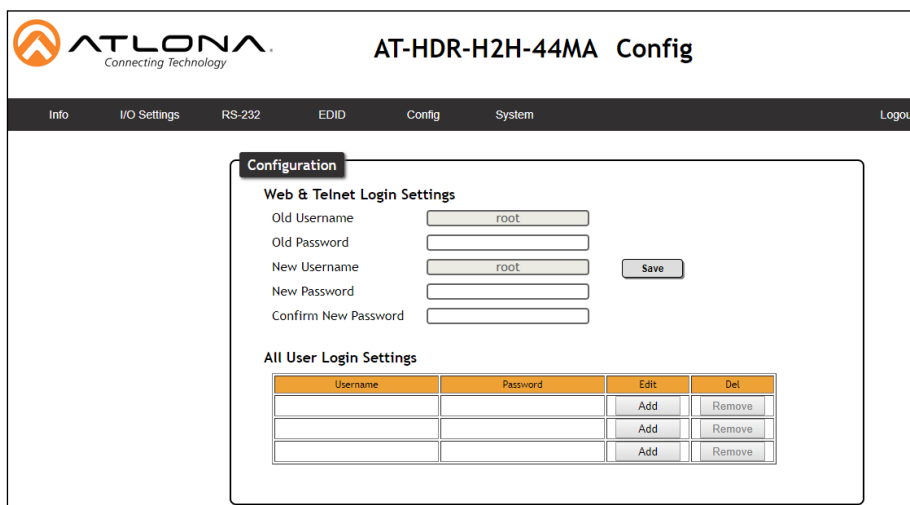 ATLONA.
Connecting Technology
AT-HDR-H2H-44MA Config
Info I/O Settings RS-232 EDID Config System Logou
Configuration
Web & Telnet Login Settings
Old Username root
Old Password
New Username root Save
New Password
Confirm New Password
All User Login Settings
Username Password Edit Del
Add Remove
Add Remove
Add Remove